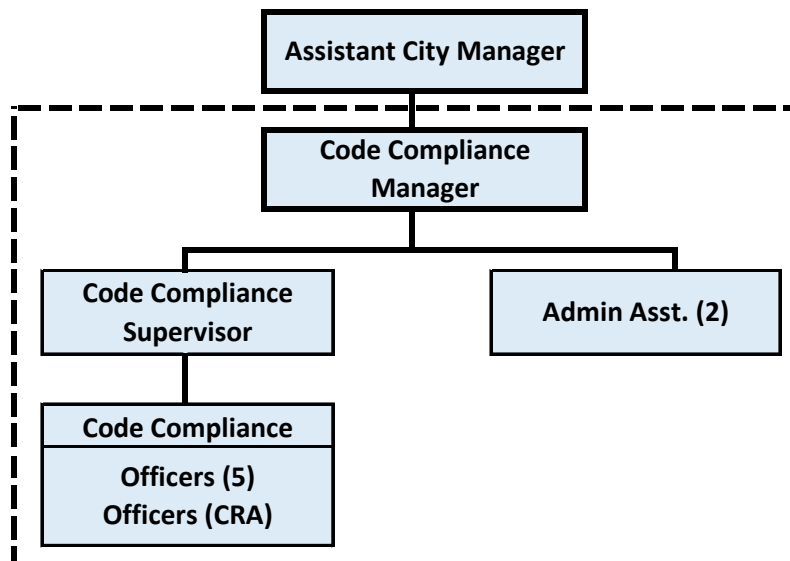 Assistant City Manager
Code Compliance
Manager
Code Compliance
Supervisor
Admin Asst. (2)
Code Compliance
Officers (5)
Officers (CRA)